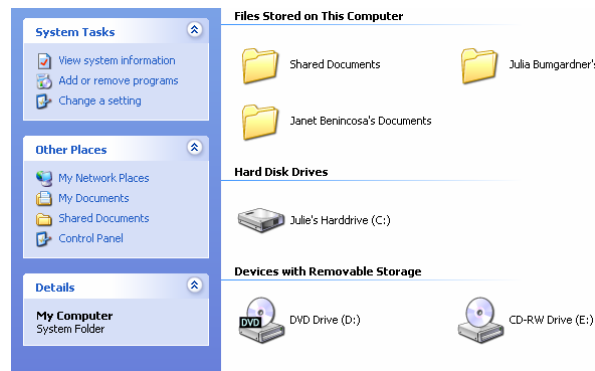 System Tasks
View system information
Add or remove programs
Change a setting
Other Places
My Network Places
My Documents
Shared Documents
Control Panel
Details
My Computer
System Folder
Files Stored on This Computer
Shared Documents
Julia Bumgardner's
Janet Benincosa's Documents
Hard Disk Drives
Julie's Harddrive (C:)
Devices with Removable Storage
DVD
DVD Drive (D:)
CD-RW Drive (E:)